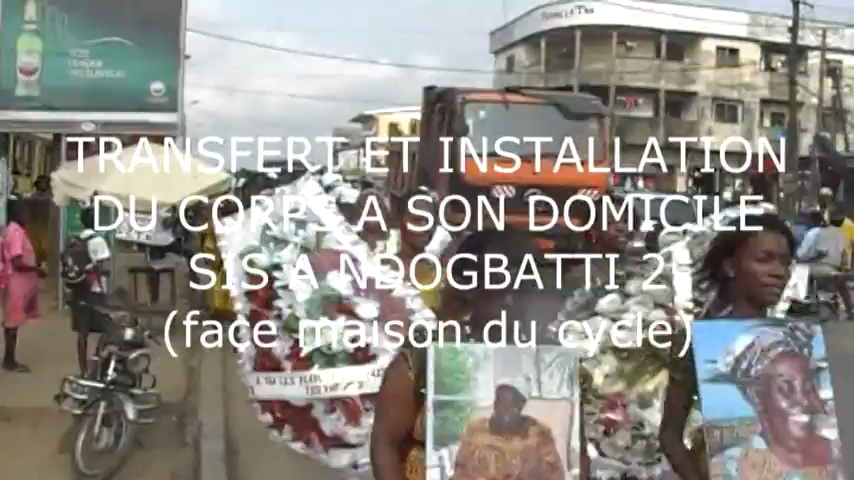 TRANSFERT ET INSTALLATION
DU CORPS A SON DOMICILE
SIS A NDOGBATTI 2
(face maison du cycle)